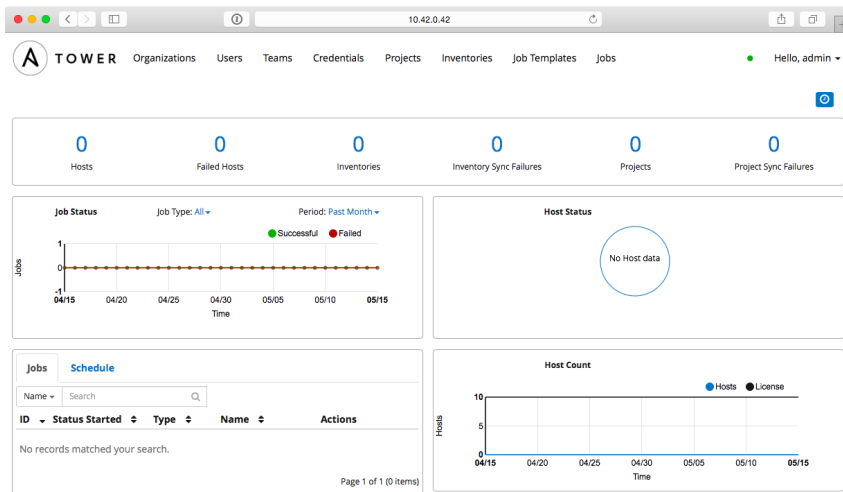 10.42.0.42
A TOWER Organizations Users Teams Credentials Projects Inventories Job Templates Jobs Hello, admin
0 0 0 0 0 0
Hosts Failed Hosts Inventories Inventory Sync Failures Projects Project Sync Failures
Job Status Job Type: All Period: Past Month
Successful Failed
1
0
-1
Jobs
04/15 04/20 04/25 04/30 05/05 05/10 05/15
Time
Host Status
No Host data
Jobs Schedule
Name Search
ID Status Started Type Name Actions
No records matched your search.
Page 1 of 1 (0 items)
Host Count
Hosts License
10
5
0
Hosts
04/15 04/20 04/25 04/30 05/05 05/10 05/15
Time